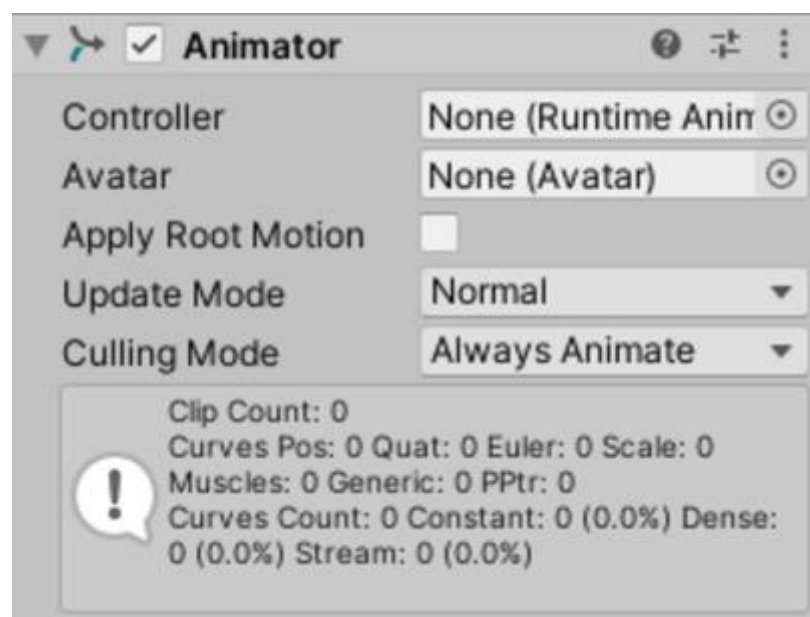 Animator
Controller None (Runtime Anim
Avatar None (Avatar)
Apply Root Motion
Update Mode Normal
Culling Mode Always Animate
Clip Count: 0
Curves Pos: 0 Quat: 0 Euler: 0 Scale: 0
Muscles: 0 Generic: 0 PPtr: 0
Curves Count: 0 Constant: 0 (0.0%) Dense:
0 (0.0%) Stream: 0 (0.0%)